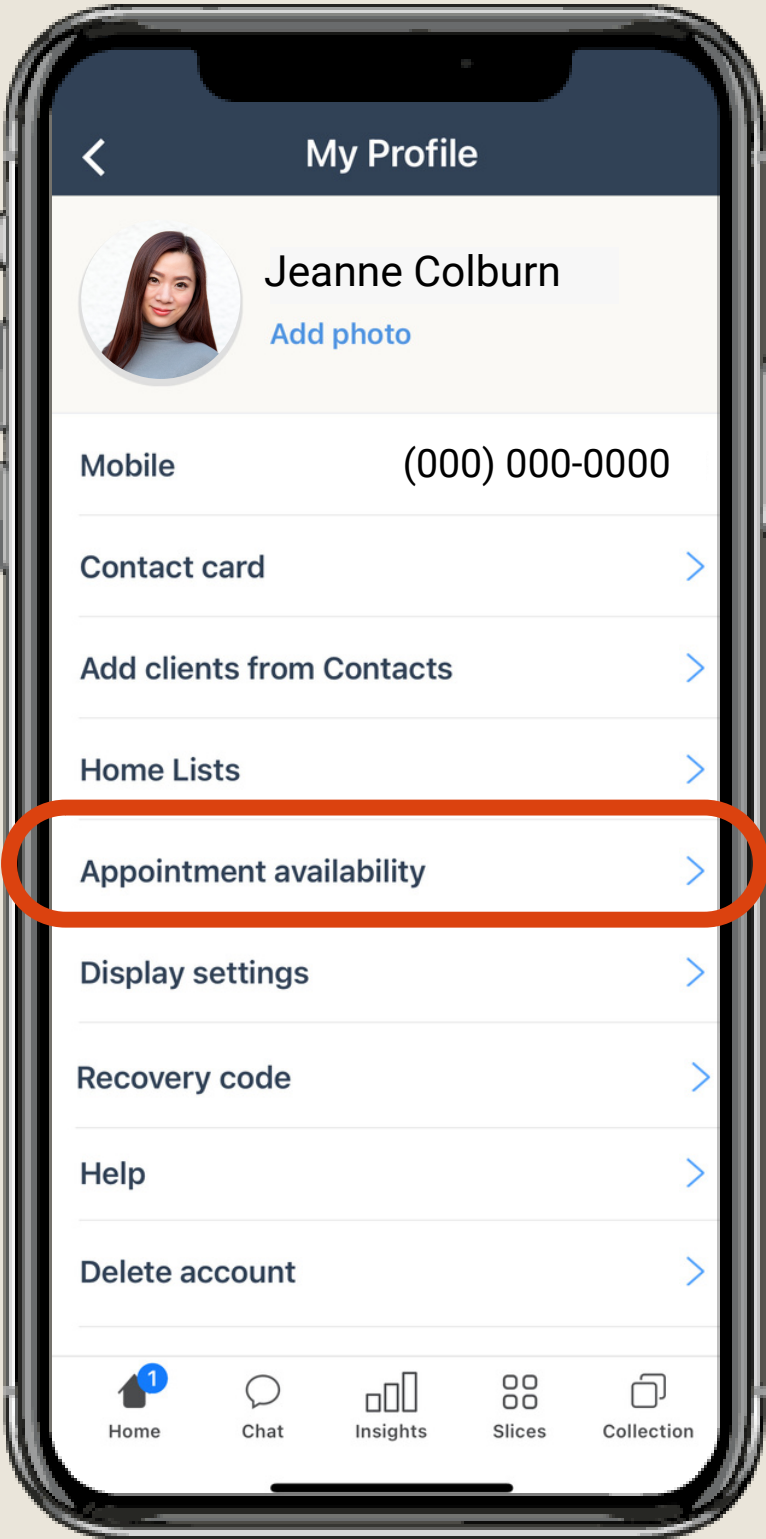 My Profile
Jeanne Colburn
Add photo
Mobile (000) 000-0000
Contact card
Add clients from Contacts
Home Lists
Appointment availability
Display settings
Recovery code
Help
Delete account
1
Home Chat Insights Slices Collection